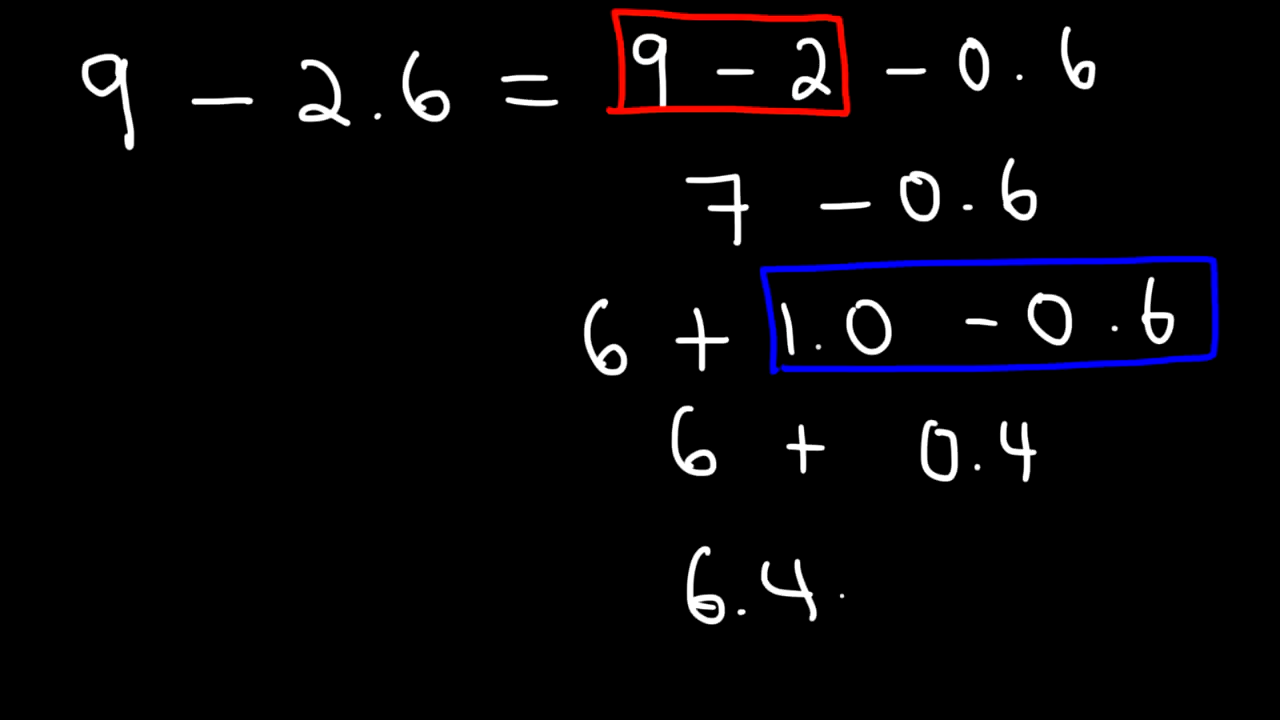 9 - 2.6 = 9 - 2 - 0.6
7 - 0.6
6 + 1.0 - 0.6
6 + 0.4
6.4.